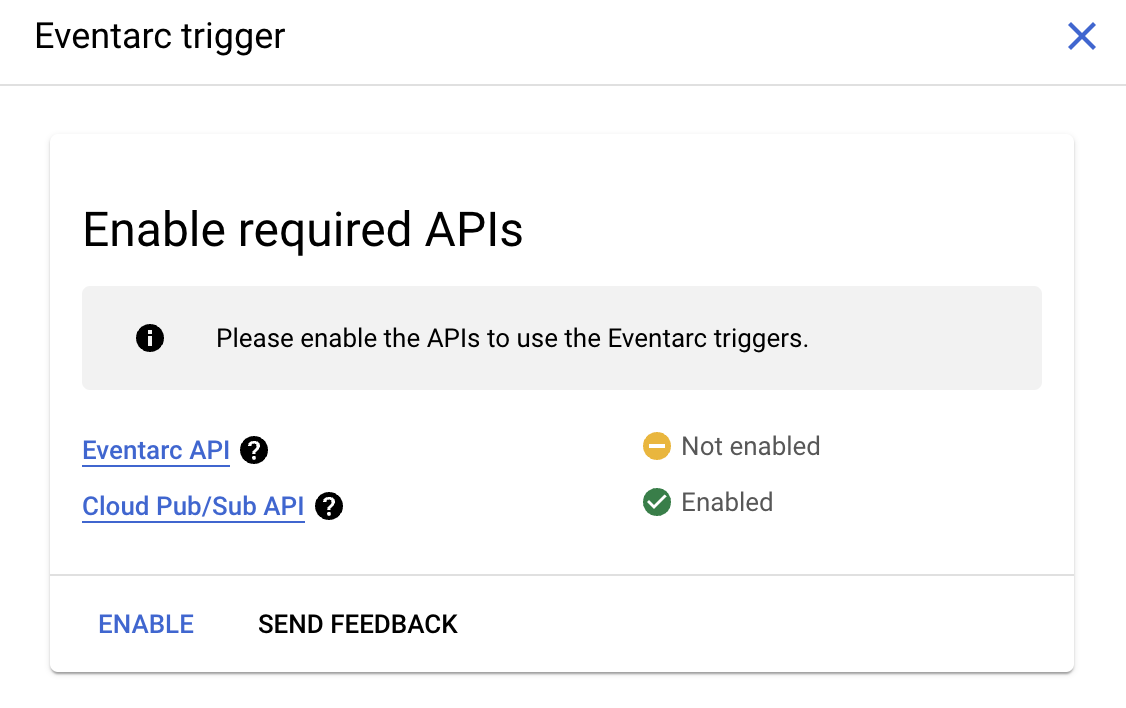 Eventarc trigger
Enable required APIs
Please enable the APIs to use the Eventarc triggers.
Eventarc API ? Not enabled
Cloud Pub/Sub API ? Enabled
ENABLE SEND FEEDBACK